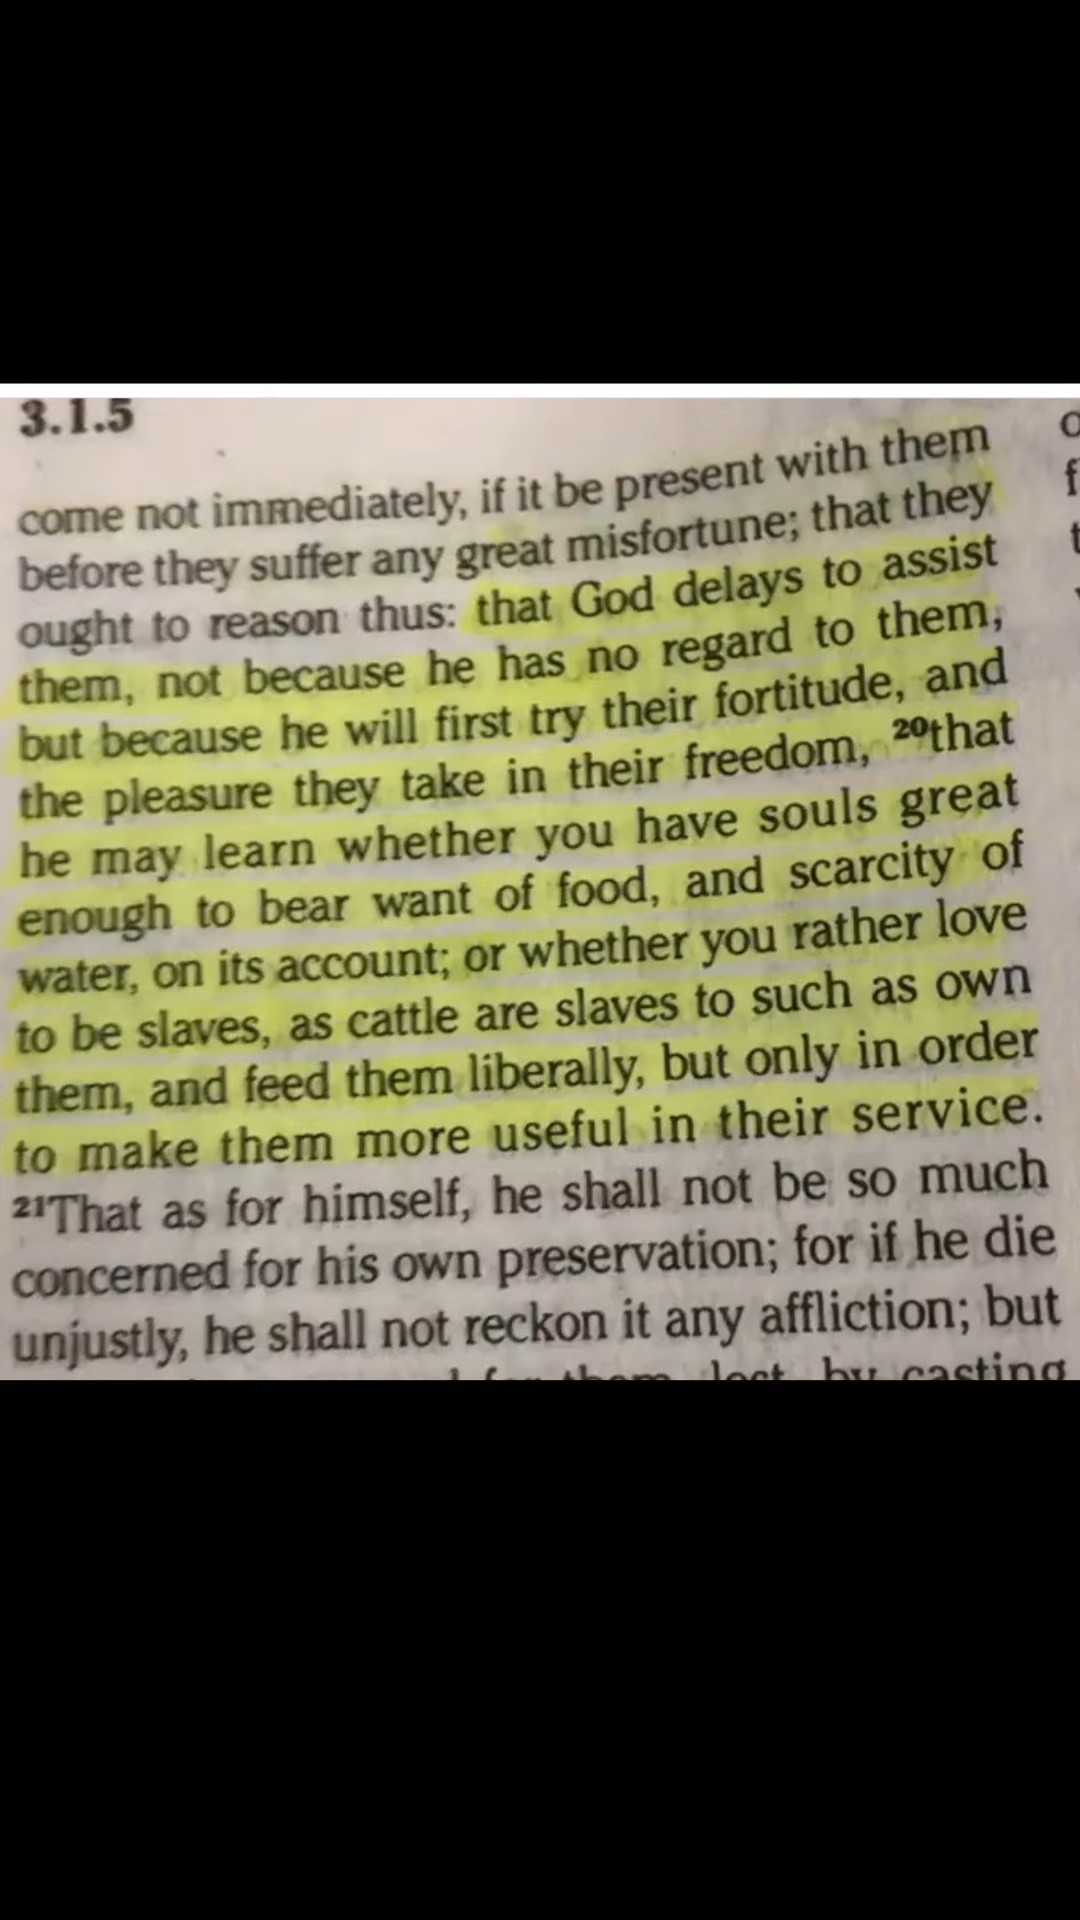 3.1.5
come not immediately, if it be present with them
before they suffer any great misfortune; that they
ought to reason thus: that God delays to assist
them, not because he has no regard to them,
but because he will first try their fortitude, and
the pleasure they take in their freedom, 20that
he may learn whether you have souls great
enough to bear want of food, and scarcity of
water, on its account; or whether you rather love
to be slaves, as cattle are slaves to such as own
them, and feed them liberally, but only in order
to make them more useful in their service.
21That as for himself, he shall not be so much
concerned for his own preservation; for if he die
unjustly, he shall not reckon it any affliction; but
for them lest by casting